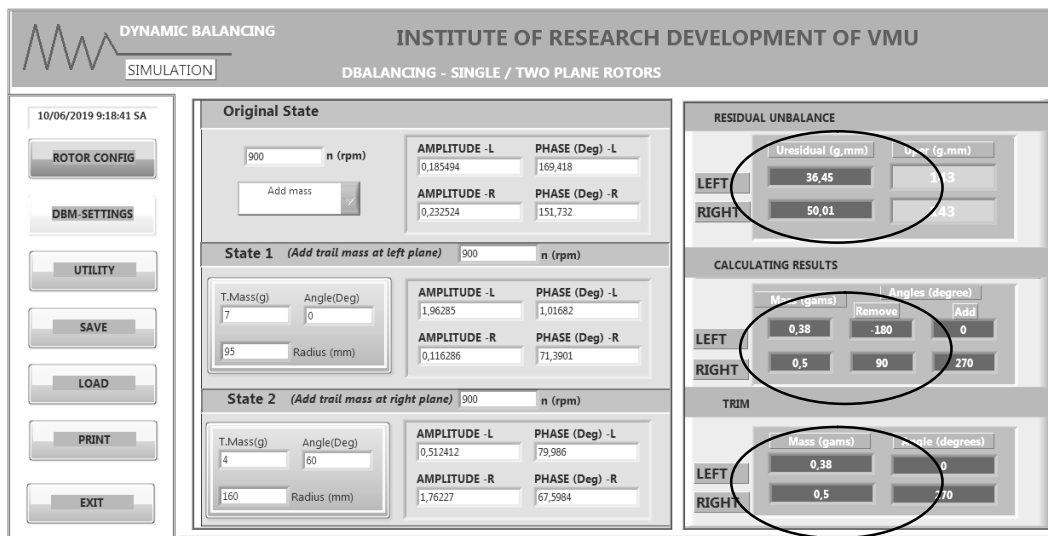 DYNAMIC BALANCING
SIMULATION
INSTITUTE OF RESEARCH DEVELOPMENT OF VMU
DBALANCING - SINGLE / TWO PLANE ROTORS
10/06/2019 9:18:41 SA
ROTOR CONFIG
DBM-SETTINGS
UTILITY
SAVE
LOAD
PRINT
EXIT
Original State
900 n (rpm)
Add mass
AMPLITUDE -L PHASE (Deg) -L
0,185494 169,418
AMPLITUDE -R PHASE (Deg) -R
0,232524 151,732
State 1 (Add trail mass at left plane) 900 n (rpm)
T.Mass(g) Angle(Deg)
7 0
95 Radius (mm)
AMPLITUDE -L PHASE (Deg) -L
1,96285 1,01682
AMPLITUDE -R PHASE (Deg) -R
0,116286 71,3901
State 2 (Add trail mass at right plane) 900 n (rpm)
T.Mass(g) Angle(Deg)
4 60
160 Radius (mm)
AMPLITUDE -L PHASE (Deg) -L
0,512412 79,986
AMPLITUDE -R PHASE (Deg) -R
1,76227 67,5984
RESIDUAL UNBALANCE
Uresidual (g,mm) Uper (g.mm)
LEFT 36,45
RIGHT 50,01
CALCULATING RESULTS
Mass (gams) Angles (degree)
Remove Add
LEFT 0,38 -180 0
RIGHT 0,5 90 270
TRIM
Mass (gams) Angle (degrees)
LEFT 0,38 0
RIGHT 0,5 270